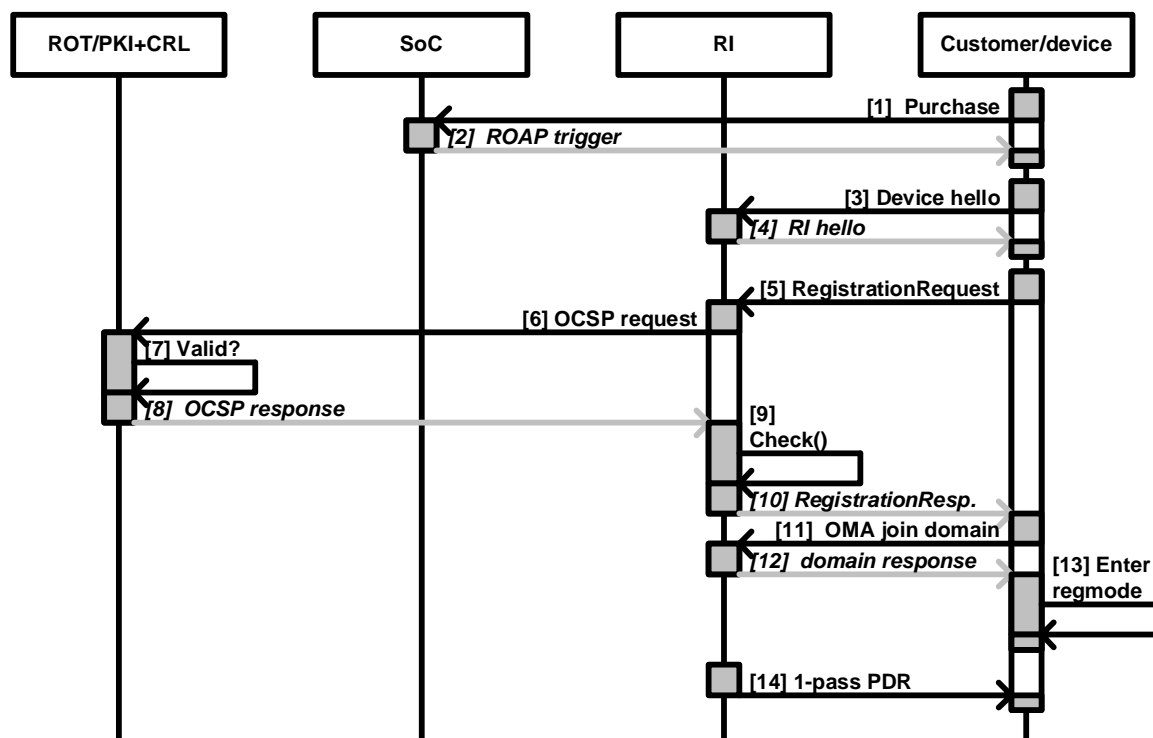 ROT/PKI+CRL
SoC
RI
Customer/device
[1] Purchase
[2] ROAP trigger
[3] Device hello
[4] RI hello
[5] RegistrationRequest
[6] OCSP request
[7] Valid?
[8] OCSP response
[9]
Check()
[10] RegistrationResp.
[11] OMA join domain
[12] domain response
[13] Enter
regmode
[14] 1-pass PDR